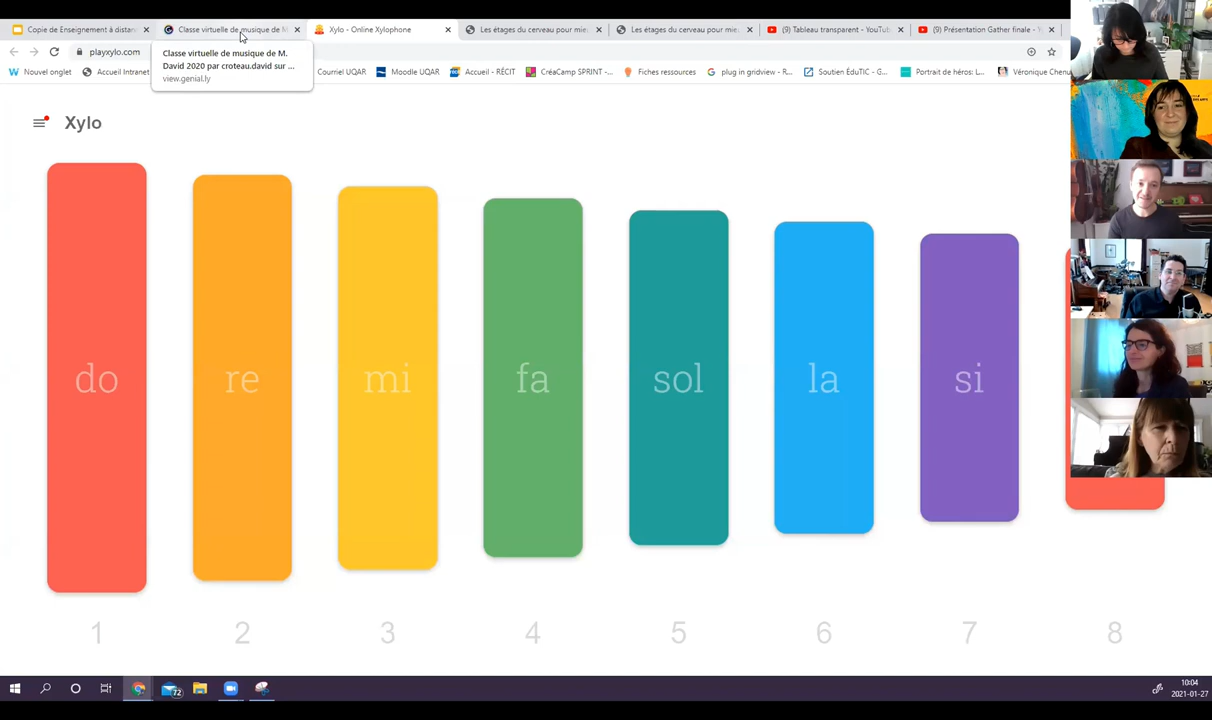 Copie de Enseignement à distan
Classe virtuelle de musique de M
Xylo - Online Xylophone
Les étages du cerveau pour mie
Les étages du cerveau pour mie
(9) Tableau transparent - YouTu
(9) Présentation Gather finale - Y
playxylo.com
Classe virtuelle de musique de M.
David 2020 par croteau.david sur ...
view.genial.ly
Nouvel onglet
Accueil Intranet
Courriel UQAR
Moodle UQAR
Accueil - RÉCIT
CréaCamp SPRINT -...
Fiches ressources
plug in gridview - R...
Soutien ÉduTIC - G...
Portrait de héros: L...
Véronique Chenu
Xylo
do
re
mi
fa
sol
la
si
1
2
3
4
5
6
7
8
72
10:04
2021-01-27